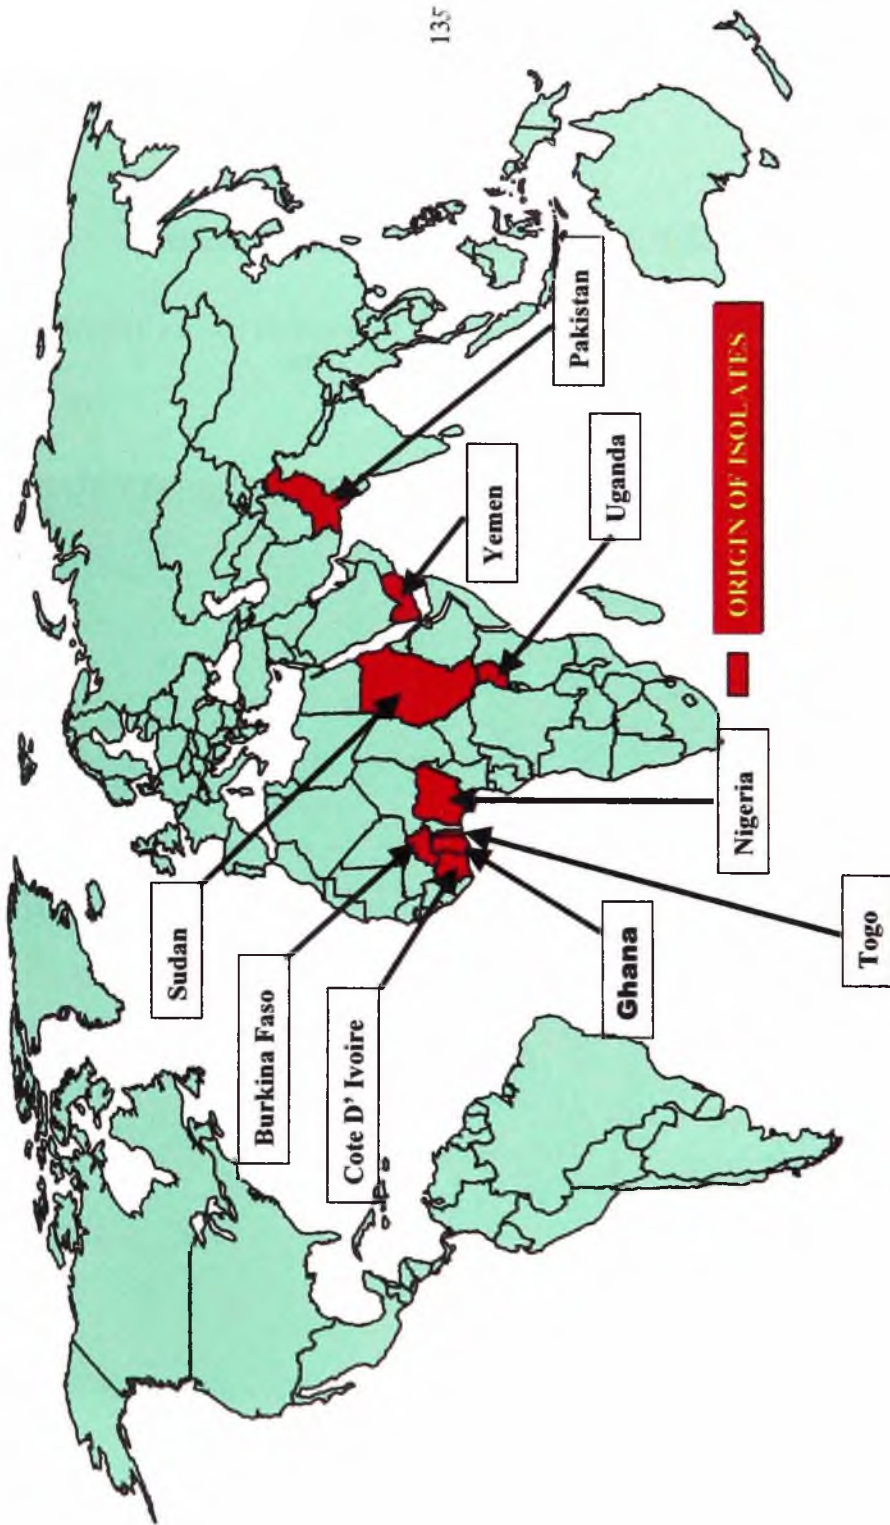 Sudan
Burkina Faso
Cote D' Ivoire
Ghana
Togo
Nigeria
Uganda
Yemen
Pakistan
ORIGIN OF ISOLATES
135